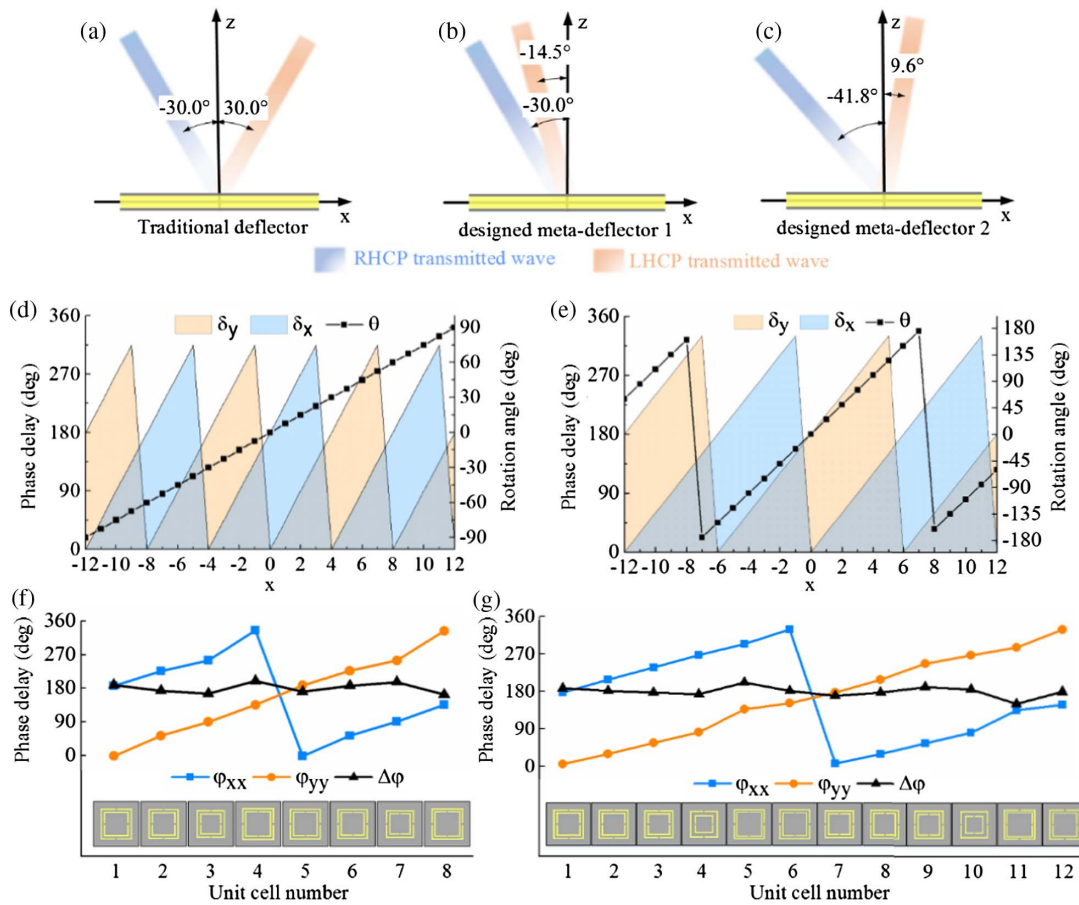 (a)
z
-30.0°
30.0°
x
Traditional deflector
(b)
z
-14.5°
-30.0°
x
designed meta-deflector 1
(c)
z
9.6°
-41.8°
x
designed meta-deflector 2
RHCP transmitted wave
LHCP transmitted wave
(d)
δy δx θ
Phase delay (deg)
360
270
180
90
0
Rotation angle (deg)
90
60
30
0
-30
-60
-90
-12 -10 -8 -6 -4 -2 0 2 4 6 8 10 12
x
(e)
δy δx θ
Phase delay (deg)
360
270
180
90
0
Rotation angle (deg)
180
135
90
45
0
-45
-90
-135
-180
-12 -10 -8 -6 -4 -2 0 2 4 6 8 10 12
x
(f)
Phase delay (deg)
360
270
180
90
0
φxx φyy Δφ
1 2 3 4 5 6 7 8
Unit cell number
(g)
Phase delay (deg)
360
270
180
90
0
φxx φyy Δφ
1 2 3 4 5 6 7 8 9 10 11 12
Unit cell number